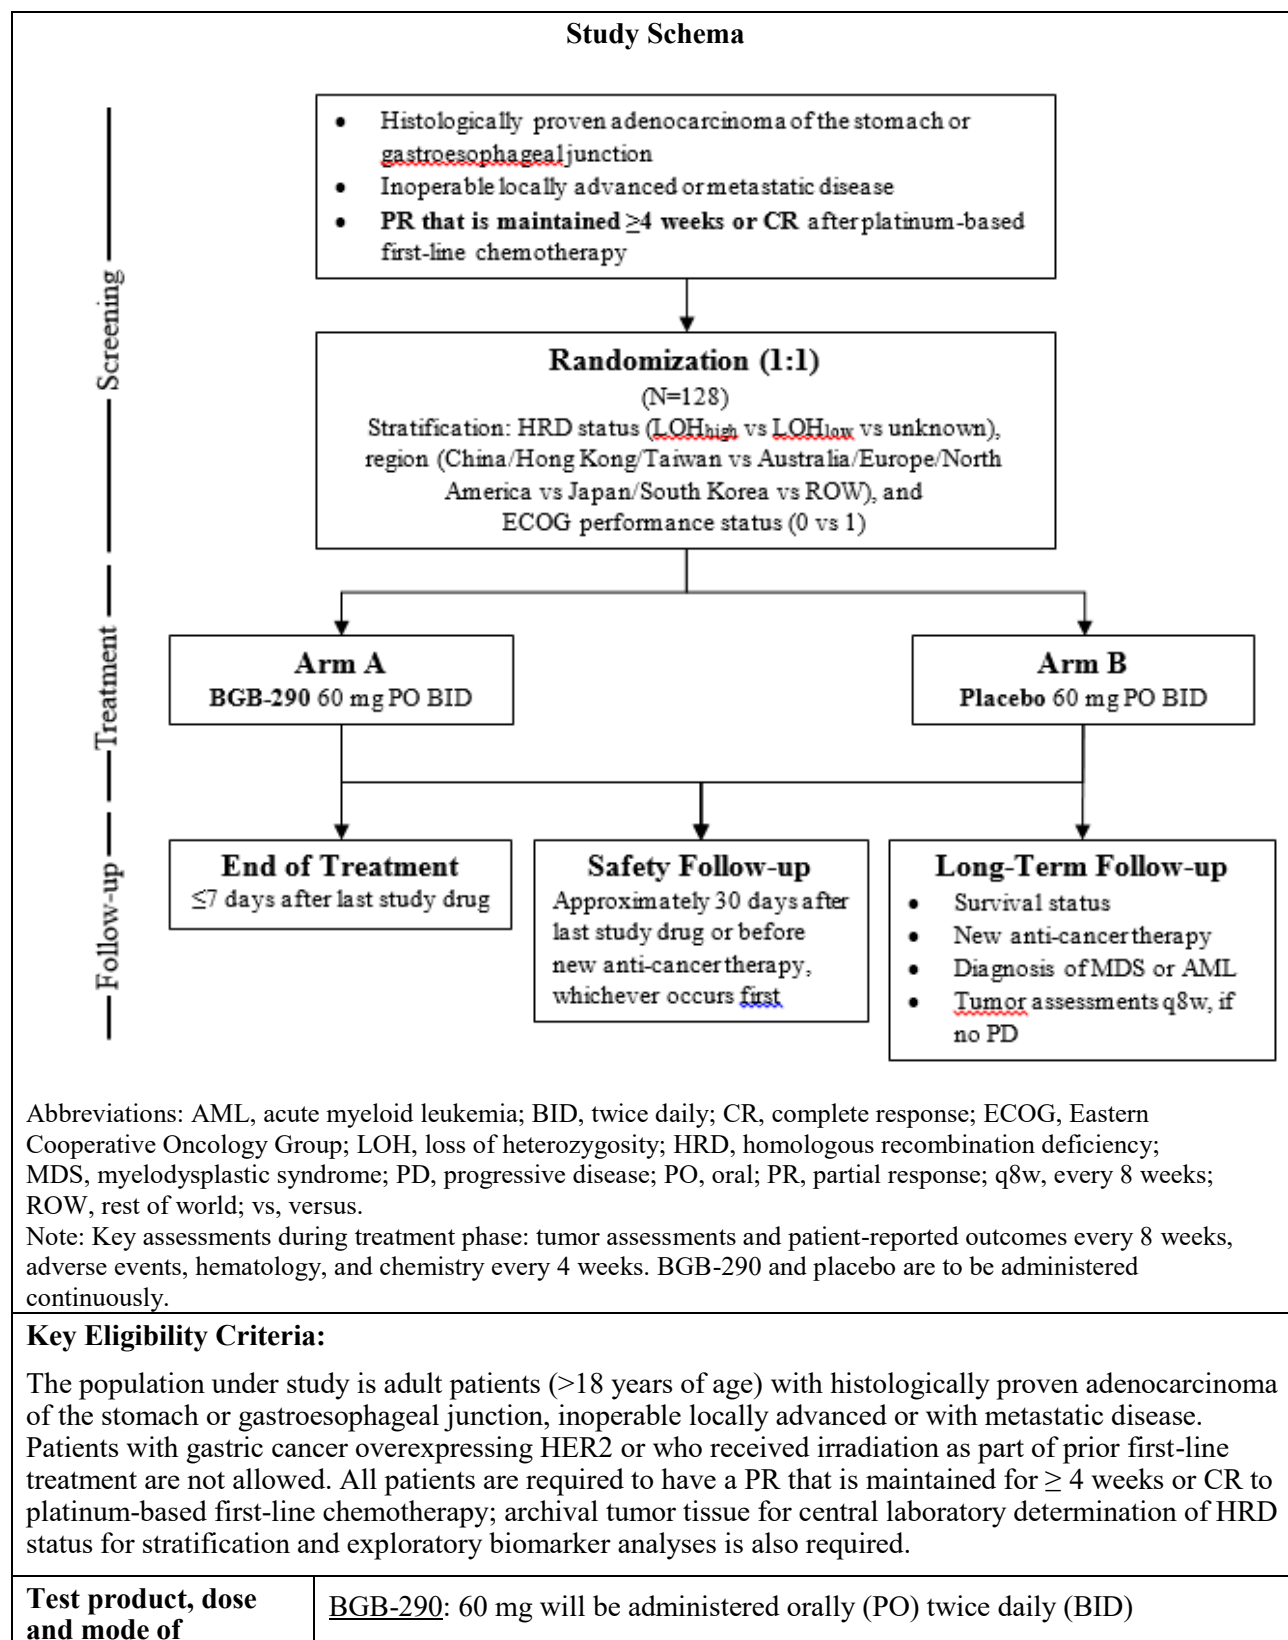 Study Schema
• Histologically proven adenocarcinoma of the stomach or
gastroesophageal junction
• Inoperable locally advanced or metastatic disease
• PR that is maintained ≥4 weeks or CR after platinum-based
first-line chemotherapy
Screening
Randomization (1:1)
(N=128)
Stratification: HRD status (LOHhigh vs LOHlow vs unknown),
region (China/Hong Kong/Taiwan vs Australia/Europe/North
America vs Japan/South Korea vs ROW), and
ECOG performance status (0 vs 1)
Treatment
Arm A
BGB-290 60 mg PO BID
Arm B
Placebo 60 mg PO BID
Follow-up
End of Treatment
≤7 days after last study drug
Safety Follow-up
Approximately 30 days after
last study drug or before
new anti-cancer therapy,
whichever occurs first
Long-Term Follow-up
• Survival status
• New anti-cancer therapy
• Diagnosis of MDS or AML
• Tumor assessments q8w, if
no PD
Abbreviations: AML, acute myeloid leukemia; BID, twice daily; CR, complete response; ECOG, Eastern
Cooperative Oncology Group; LOH, loss of heterozygosity; HRD, homologous recombination deficiency;
MDS, myelodysplastic syndrome; PD, progressive disease; PO, oral; PR, partial response; q8w, every 8 weeks;
ROW, rest of world; vs, versus.
Note: Key assessments during treatment phase: tumor assessments and patient-reported outcomes every 8 weeks,
adverse events, hematology, and chemistry every 4 weeks. BGB-290 and placebo are to be administered
continuously.
Key Eligibility Criteria:
The population under study is adult patients (>18 years of age) with histologically proven adenocarcinoma
of the stomach or gastroesophageal junction, inoperable locally advanced or with metastatic disease.
Patients with gastric cancer overexpressing HER2 or who received irradiation as part of prior first-line
treatment are not allowed. All patients are required to have a PR that is maintained for ≥ 4 weeks or CR to
platinum-based first-line chemotherapy; archival tumor tissue for central laboratory determination of HRD
status for stratification and exploratory biomarker analyses is also required.
Test product, dose
and mode of
BGB-290: 60 mg will be administered orally (PO) twice daily (BID)